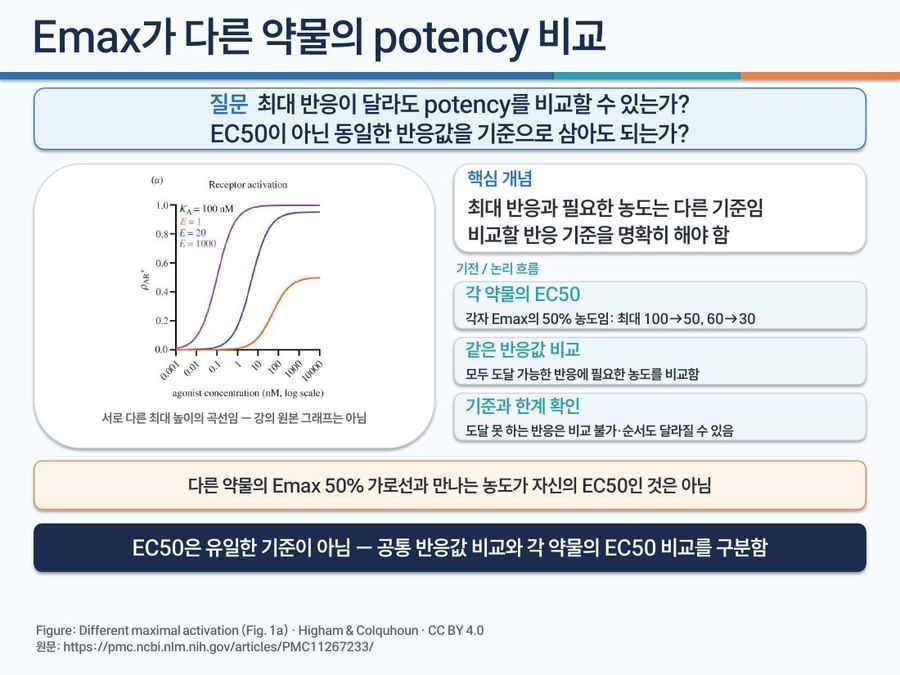 Emax가 다른 약물의 potency 비교
질문 최대 반응이 달라도 potency를 비교할 수 있는가?
EC50이 아닌 동일한 반응값을 기준으로 삼아도 되는가?
(a)
Receptor activation
1.0
K_A = 100 nM
E = 1
0.8
E = 20
E = 1000
0.6
p_AR*
0.4
0.2
0.0
0.001 0.01 0.1 1 10 100 1000 10000
agonist concentration (nM, log scale)
서로 다른 최대 높이의 곡선임 — 강의 원본 그래프는 아님
핵심 개념
최대 반응과 필요한 농도는 다른 기준임
비교할 반응 기준을 명확히 해야 함
기전 / 논리 흐름
각 약물의 EC50
각자 Emax의 50% 농도임: 최대 100→50, 60→30
같은 반응값 비교
모두 도달 가능한 반응에 필요한 농도를 비교함
기준과 한계 확인
도달 못 하는 반응은 비교 불가·순서도 달라질 수 있음
다른 약물의 Emax 50% 가로선과 만나는 농도가 자신의 EC50인 것은 아님
EC50은 유일한 기준이 아님 — 공통 반응값 비교와 각 약물의 EC50 비교를 구분함
Figure: Different maximal activation (Fig. 1a) · Higham & Colquhoun · CC BY 4.0
원문: https://pmc.ncbi.nlm.nih.gov/articles/PMC11267233/